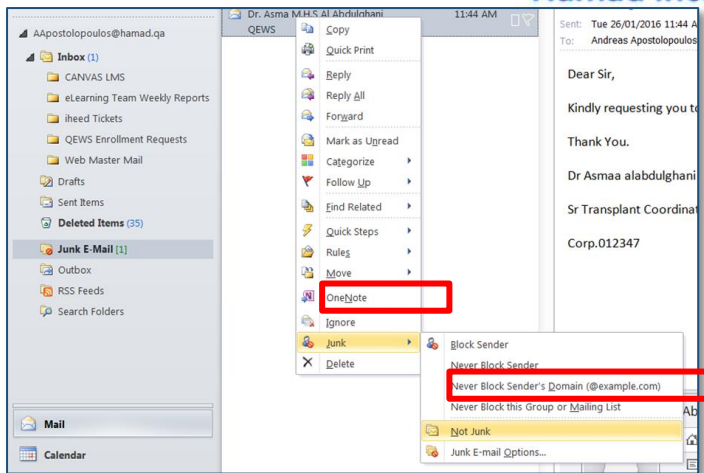 AApostolopoulos@hamad.qa
Inbox (1)
CANVAS LMS
eLearning Team Weekly Reports
iheed Tickets
QEWS Enrollment Requests
Web Master Mail
Drafts
Sent Items
Deleted Items (35)
Junk E-Mail [1]
Outbox
RSS Feeds
Search Folders
Mail
Calendar
Dr. Asma M.H.S Al Abdulghani 11:44 AM
QEWS
Copy
Quick Print
Reply
Reply All
Forward
Mark as Unread
Categorize
Follow Up
Find Related
Quick Steps
Rules
Move
OneNote
Ignore
Junk
Delete
Block Sender
Never Block Sender
Never Block Sender's Domain (@example.com)
Never Block this Group or Mailing List
Not Junk
Junk E-mail Options...
Sent: Tue 26/01/2016 11:44 A
To: Andreas Apostolopoulos
Dear Sir,
Kindly requesting you to
Thank You.
Dr Asmaa alabdulghani
Sr Transplant Coordinat
Corp.012347
Ab